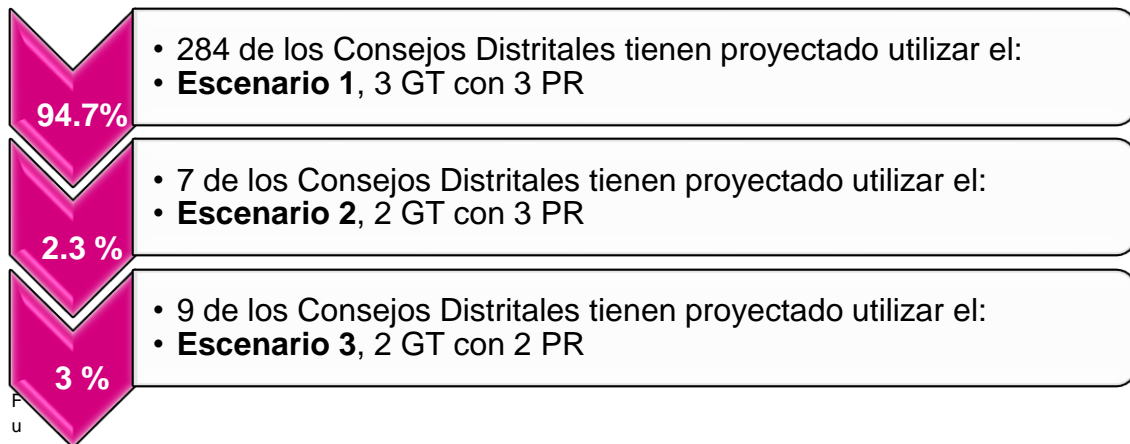 94.7%
• 284 de los Consejos Distritales tienen proyectado utilizar el:
• Escenario 1, 3 GT con 3 PR
2.3 %
• 7 de los Consejos Distritales tienen proyectado utilizar el:
• Escenario 2, 2 GT con 3 PR
3 %
• 9 de los Consejos Distritales tienen proyectado utilizar el:
• Escenario 3, 2 GT con 2 PR
F
u